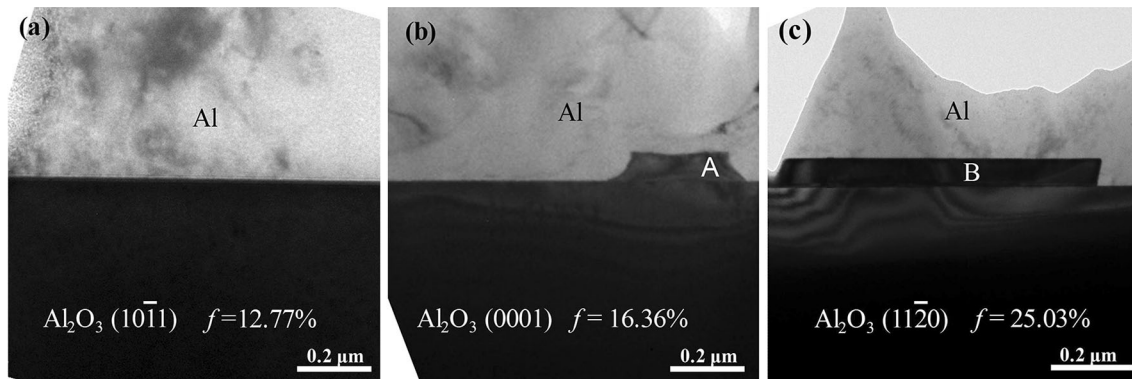 (a)
Al
Al₂O₃ (101̅1) f=12.77%
0.2 μm
(b)
Al
A
Al₂O₃ (0001) f = 16.36%
0.2 μm
(c)
Al
B
Al₂O₃ (112̅0) f = 25.03%
0.2 μm